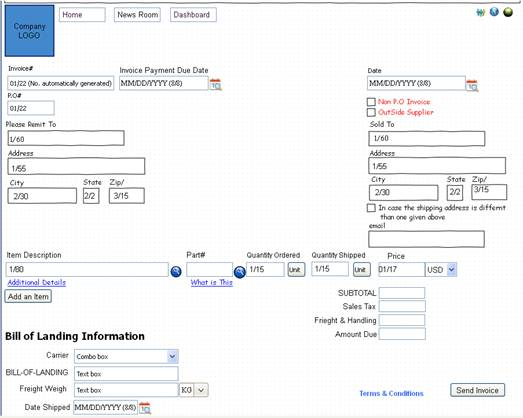 Company
LOGO
Home
News Room
Dashboard
Invoice#
Invoice Payment Due Date
Date
01/22 (No. automatically generated)
MM/DD/YYYY (8/8)
MM/DD/YYYY (8/8)
P.O#
01/22
Non P.O Invoice
OutSide Supplier
Please Remit To
Sold To
1/60
1/60
Address
Address
1/55
1/55
City State Zip/
City State Zip/
2/30 2/2 3/15
2/30 2/2 3/15
In case the shipping address is differnt
than one given above
email
Item Description
Part#
Quantity Ordered
Quantity Shipped
Price
1/80
1/15
Unit
1/15
Unit
01/17
USD
Additional Details
What is This
Add an Item
SUBTOTAL
Sales Tax
Frieght & Handling
Amount Due
Bill of Landing Information
Carrier
Combo box
BILL-OF-LANDING
Text box
Freight Weigh
Text box
KG
Date Shipped
MM/DD/YYYY (8/8)
Terms & Conditions
Send Invoice